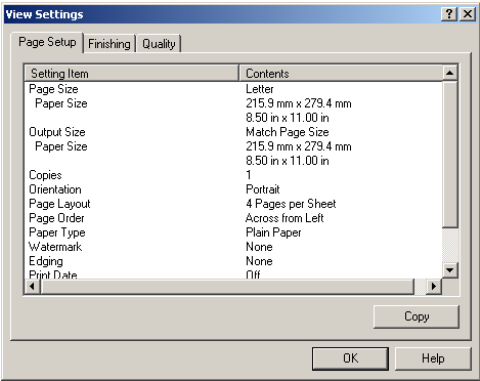 View Settings
Page Setup Finishing Quality
Setting Item Contents
Page Size Letter
Paper Size 215.9 mm x 279.4 mm
8.50 in x 11.00 in
Output Size Match Page Size
Paper Size 215.9 mm x 279.4 mm
8.50 in x 11.00 in
Copies 1
Orientation Portrait
Page Layout 4 Pages per Sheet
Page Order Across from Left
Paper Type Plain Paper
Watermark None
Edging None
Print Date Off
Copy
OK Help